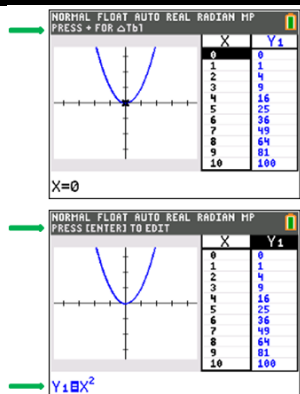 NORMAL FLOAT AUTO REAL RADIAN MP
PRESS + FOR △Tbl
X Y1
0 0
1 1
2 4
3 9
4 16
5 25
6 36
7 49
8 64
9 81
10 100
X=0
NORMAL FLOAT AUTO REAL RADIAN MP
PRESS [ENTER] TO EDIT
X Y1
0 0
1 1
2 4
3 9
4 16
5 25
6 36
7 49
8 64
9 81
10 100
Y1=X²